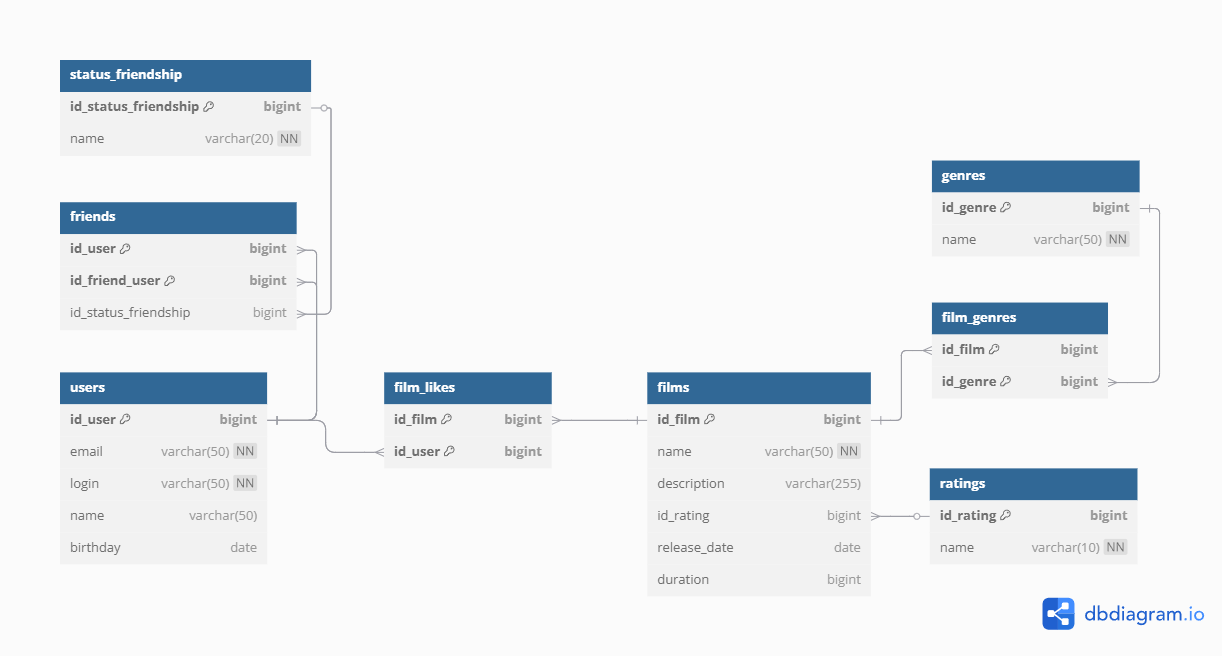 status_friendship
id_status_friendship bigint
name varchar(20) NN
friends
id_user bigint
id_friend_user bigint
id_status_friendship bigint
users
id_user bigint
email varchar(50) NN
login varchar(50) NN
name varchar(50)
birthday date
film_likes
id_film bigint
id_user bigint
films
id_film bigint
name varchar(50) NN
description varchar(255)
id_rating bigint
release_date date
duration bigint
genres
id_genre bigint
name varchar(50) NN
film_genres
id_film bigint
id_genre bigint
ratings
id_rating bigint
name varchar(10) NN
dbdiagram.io